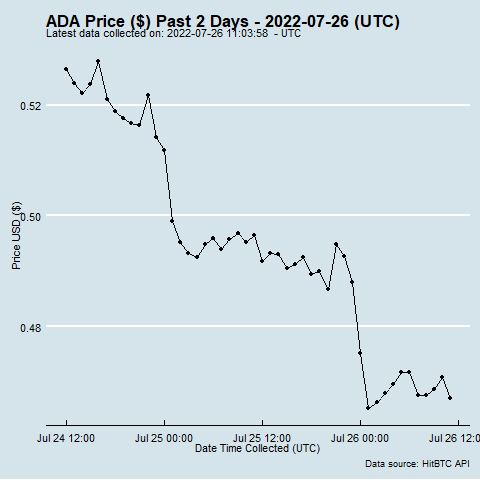 ADA Price ($) Past 2 Days - 2022-07-26 (UTC)
Latest data collected on: 2022-07-26 11:03:58 - UTC
0.52
0.50
0.48
Price USD ($)
Jul 24 12:00 Jul 25 00:00 Jul 25 12:00 Jul 26 00:00 Jul 26 12:00
Date Time Collected (UTC)
Data source: HitBTC API